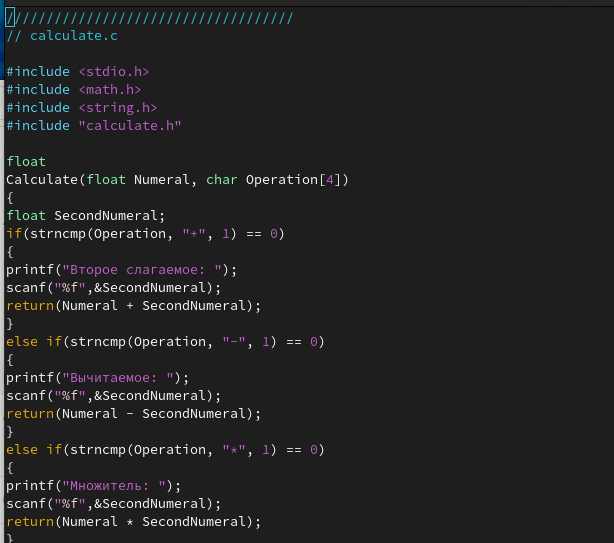 ////////////////////////////////////
// calculate.c
#include <stdio.h>
#include <math.h>
#include <string.h>
#include "calculate.h"
float
Calculate(float Numeral, char Operation[4])
{
float SecondNumeral;
if(strncmp(Operation, "+", 1) == 0)
{
printf("Второе слагаемое: ");
scanf("%f",&SecondNumeral);
return(Numeral + SecondNumeral);
}
else if(strncmp(Operation, "-", 1) == 0)
{
printf("Вычитаемое: ");
scanf("%f",&SecondNumeral);
return(Numeral - SecondNumeral);
}
else if(strncmp(Operation, "*", 1) == 0)
{
printf("Множитель: ");
scanf("%f",&SecondNumeral);
return(Numeral * SecondNumeral);
}